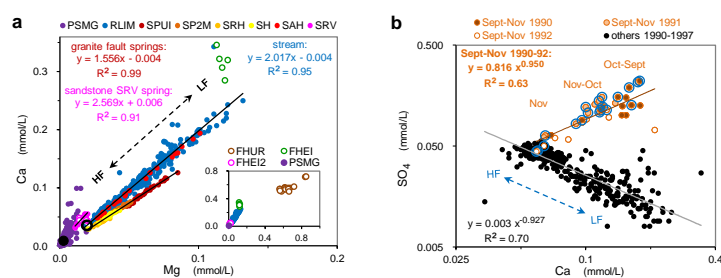 a
PSMG RLIM SPUI SP2M SRH SH SAH SRV
granite fault springs:
y = 1.556x - 0.004
R² = 0.99
stream:
y = 2.017x - 0.004
R² = 0.95
sandstone SRV spring:
y = 2.569x + 0.006
R² = 0.91
LF
HF
Ca (mmol/L)
0.3
0.2
0.1
0.0
0.0 0.1 0.2
Mg (mmol/L)
FHUR FHEI
FHEI2 PSMG
0.8
0.4
0.0
0.0 0.4 0.8
b
Sept-Nov 1990 Sept-Nov 1991
Sept-Nov 1992 others 1990-1997
Sept-Nov 1990-92:
y = 0.816 x^0.950
R² = 0.63
Oct-Sept
Nov-Oct
Nov
HF
LF
y = 0.003 x^-0.927
R² = 0.70
SO₄ (mmol/L)
0.500
0.050
0.005
0.025 0.4
Ca (mmol/L)